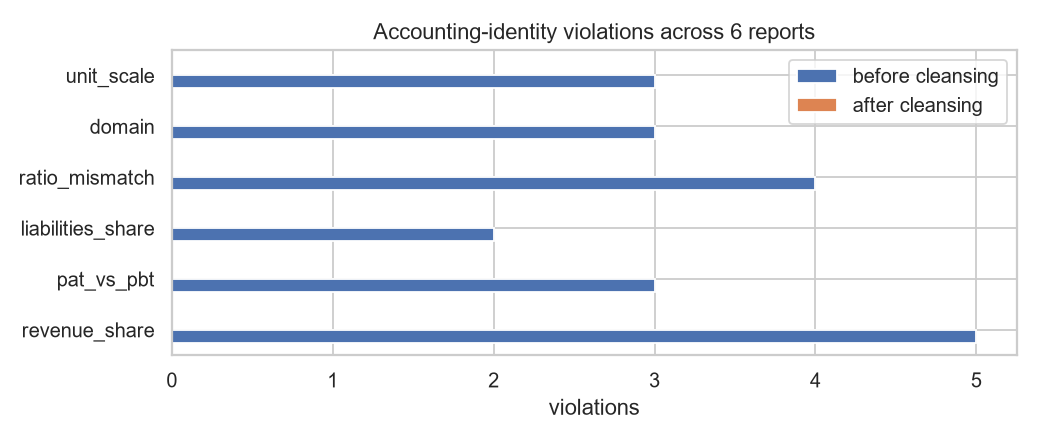 Accounting-identity violations across 6 reports
before cleansing
after cleansing
unit_scale
domain
ratio_mismatch
liabilities_share
pat_vs_pbt
revenue_share
0 1 2 3 4 5
violations